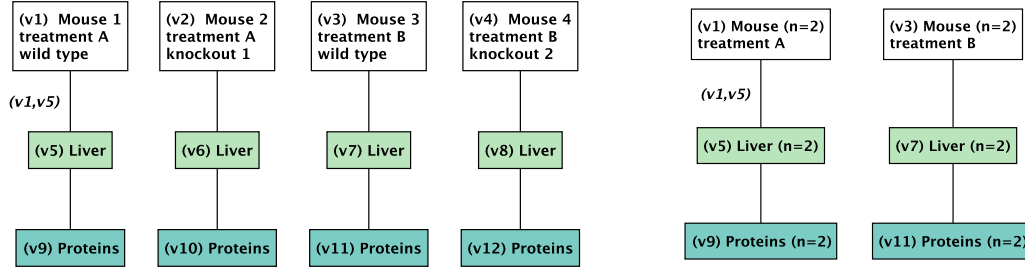 (v1) Mouse 1
treatment A
wild type
(v2) Mouse 2
treatment A
knockout 1
(v3) Mouse 3
treatment B
wild type
(v4) Mouse 4
treatment B
knockout 2
(v1,v5)
(v5) Liver
(v6) Liver
(v7) Liver
(v8) Liver
(v9) Proteins
(v10) Proteins
(v11) Proteins
(v12) Proteins
(v1) Mouse (n=2)
treatment A
(v3) Mouse (n=2)
treatment B
(v1,v5)
(v5) Liver (n=2)
(v7) Liver (n=2)
(v9) Proteins (n=2)
(v11) Proteins (n=2)